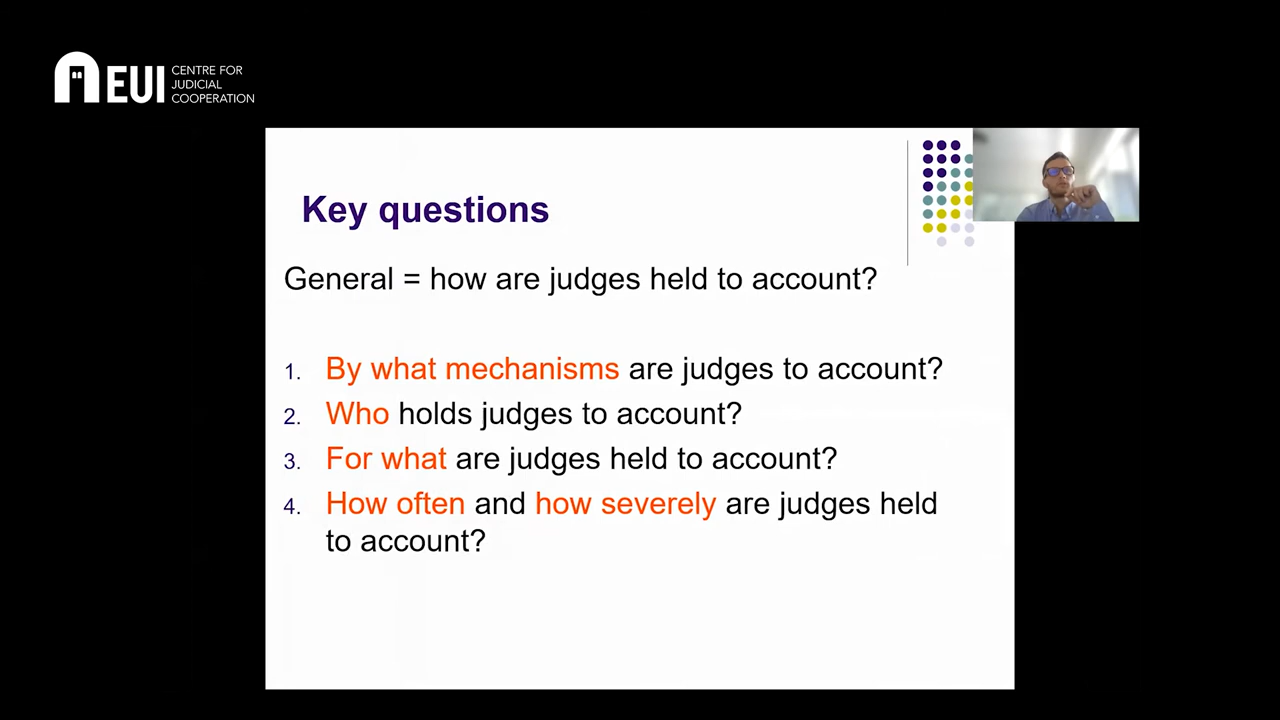 EUI
CENTRE FOR
JUDICIAL
COOPERATION
Key questions
General = how are judges held to account?
1. By what mechanisms are judges to account?
2. Who holds judges to account?
3. For what are judges held to account?
4. How often and how severely are judges held
to account?